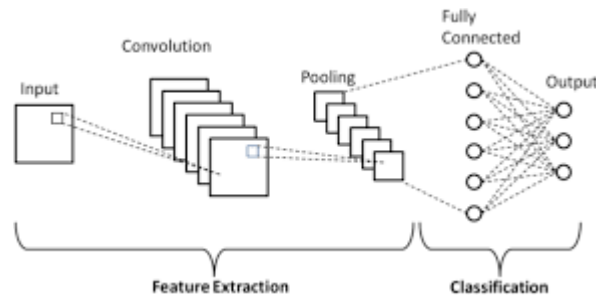 Input
Convolution
Pooling
Fully
Connected
Output
Feature Extraction
Classification